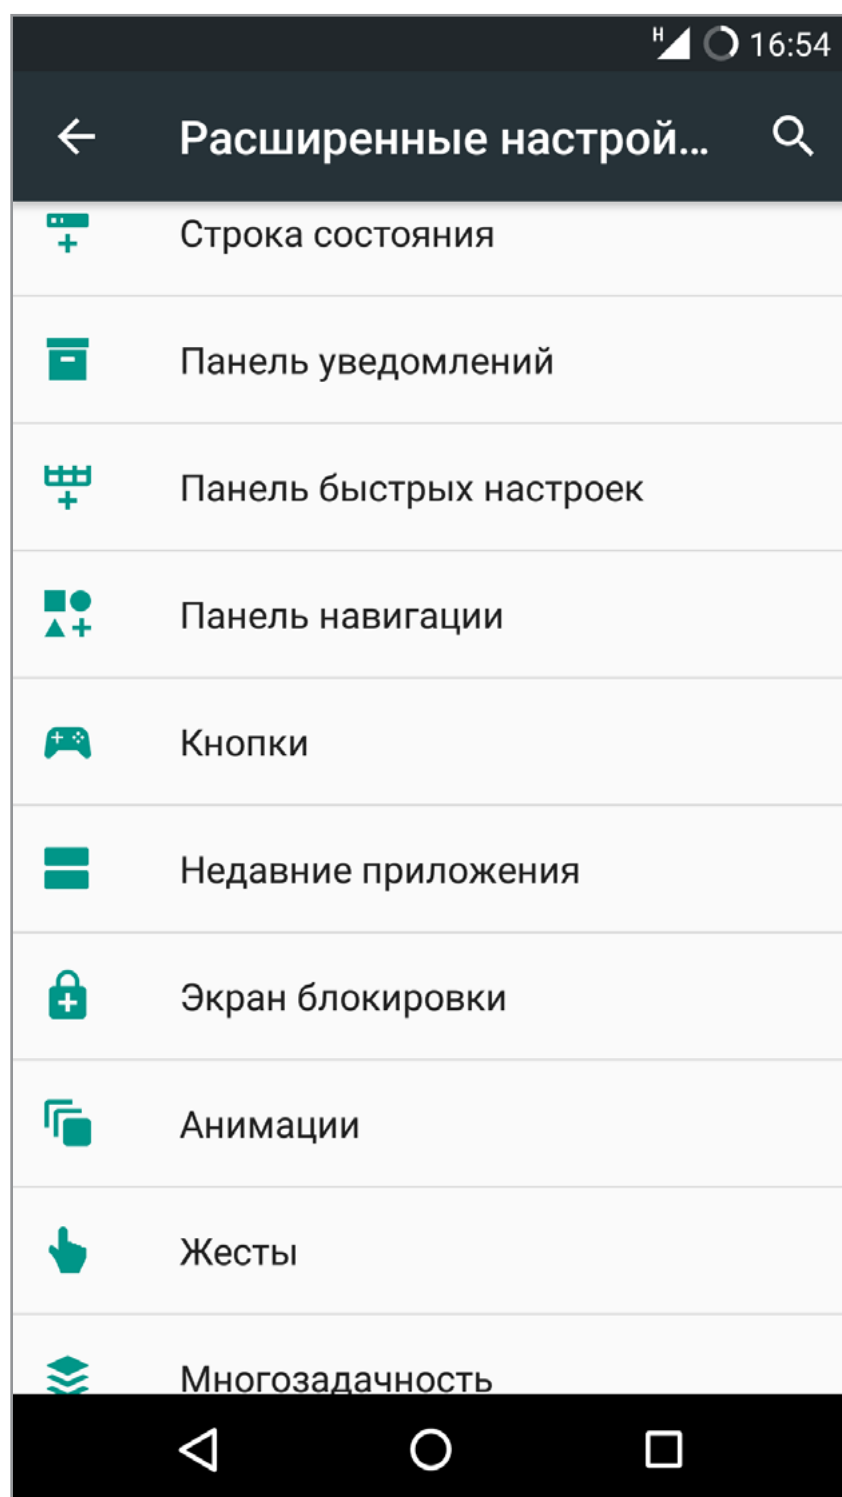 H 16:54
Расширенные настрой...
Строка состояния
Панель уведомлений
Панель быстрых настроек
Панель навигации
Кнопки
Недавние приложения
Экран блокировки
Анимации
Жесты
Многозадачность